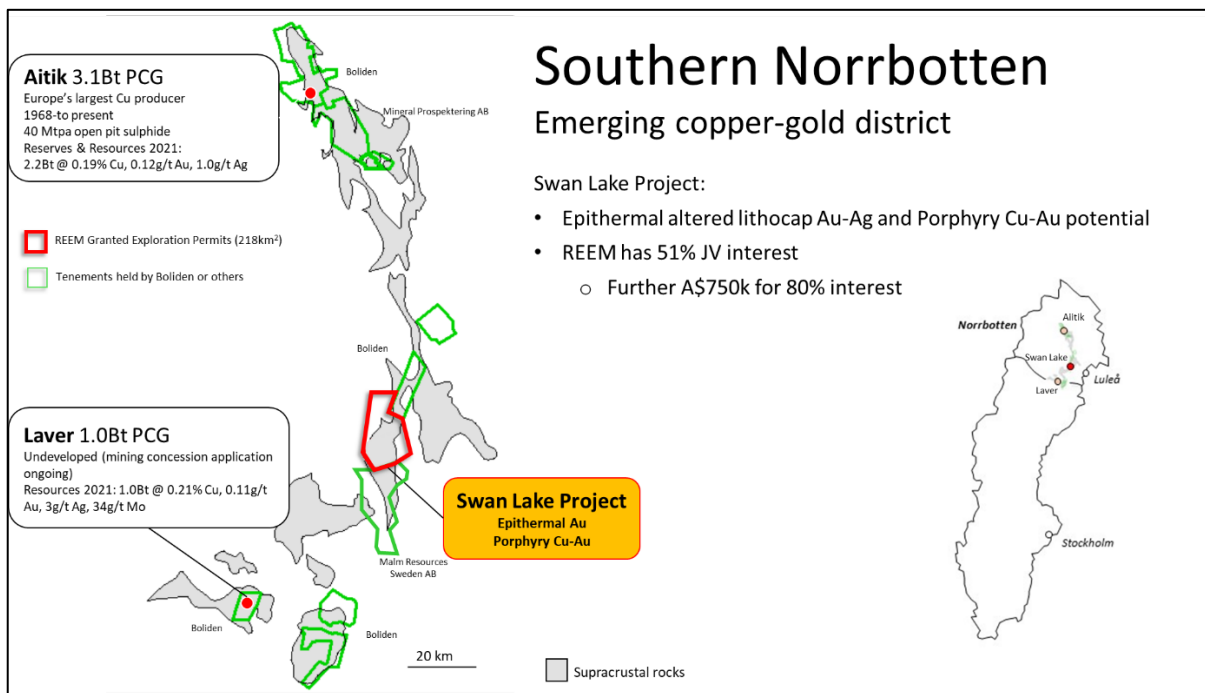 Southern Norrbotten
Emerging copper-gold district
Swan Lake Project:
• Epithermal altered lithocap Au-Ag and Porphyry Cu-Au potential
• REEM has 51% JV interest
o Further A$750k for 80% interest
Aitik 3.1Bt PCG
Europe's largest Cu producer
1968-to present
40 Mtpa open pit sulphide
Reserves & Resources 2021:
2.2Bt @ 0.19% Cu, 0.12g/t Au, 1.0g/t Ag
Boliden
Mineral Prospektering AB
REEM Granted Exploration Permits (218km²)
Tenements held by Boliden or others
Boliden
Laver 1.0Bt PCG
Undeveloped (mining concession application
ongoing)
Resources 2021: 1.0Bt @ 0.21% Cu, 0.11g/t
Au, 3g/t Ag, 34g/t Mo
Swan Lake Project
Epithermal Au
Porphyry Cu-Au
Malm Resources
Sweden AB
Boliden
Boliden
20 km
Supracrustal rocks
Norrbotten
Aiitik
Swan Lake
Laver
Luleå
Stockholm